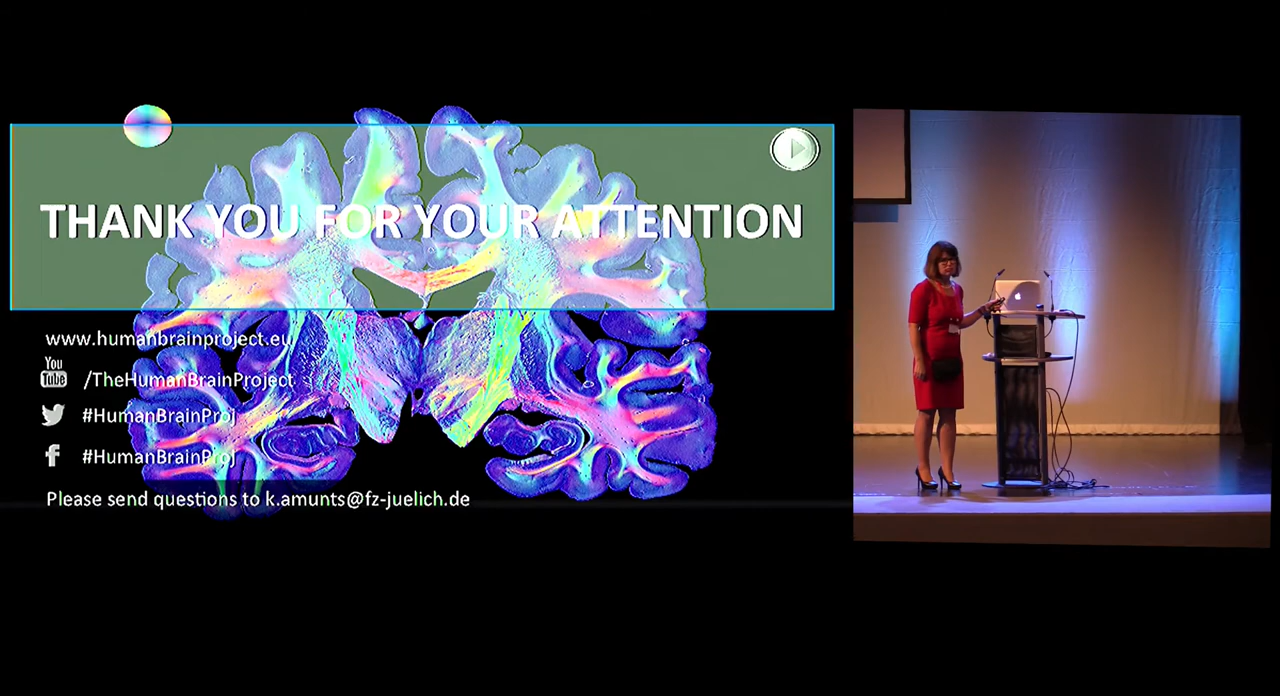 THANK YOU FOR YOUR ATTENTION
www.humanbrainproject.eu
You Tube /TheHumanBrainProject
#HumanBrainProj
#HumanBrainProj
Please send questions to k.amunts@fz-juelich.de